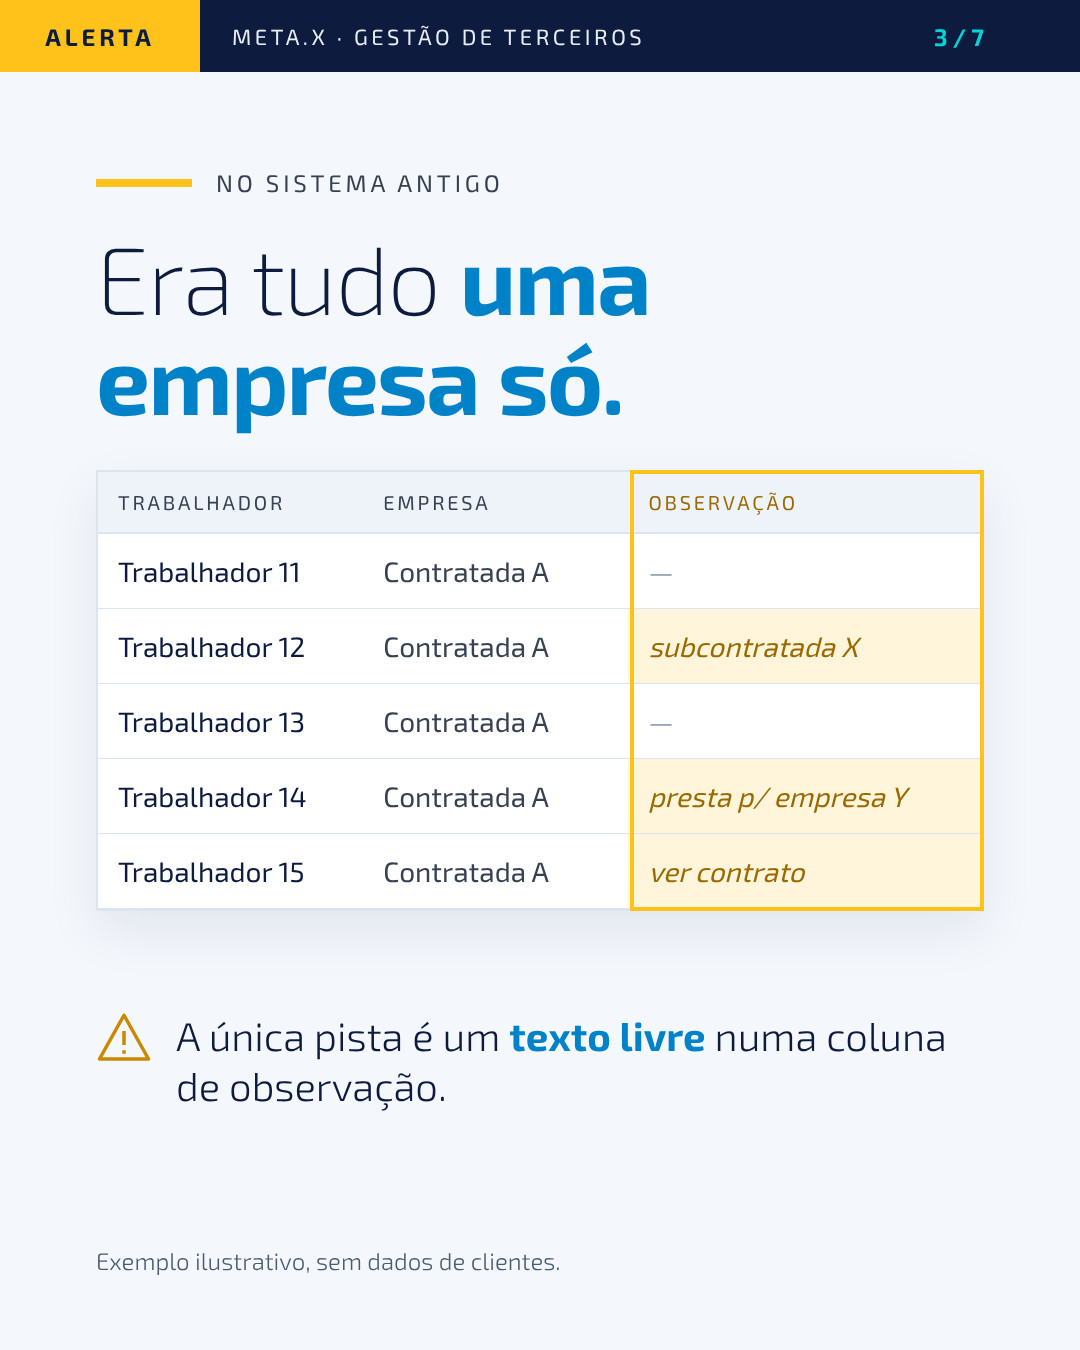 ALERTA META.X · GESTÃO DE TERCEIROS 3/7
NO SISTEMA ANTIGO
Era tudo uma
empresa só.
TRABALHADOR EMPRESA OBSERVAÇÃO
Trabalhador 11 Contratada A —
Trabalhador 12 Contratada A subcontratada X
Trabalhador 13 Contratada A —
Trabalhador 14 Contratada A presta p/ empresa Y
Trabalhador 15 Contratada A ver contrato
A única pista é um texto livre numa coluna
de observação.
Exemplo ilustrativo, sem dados de clientes.